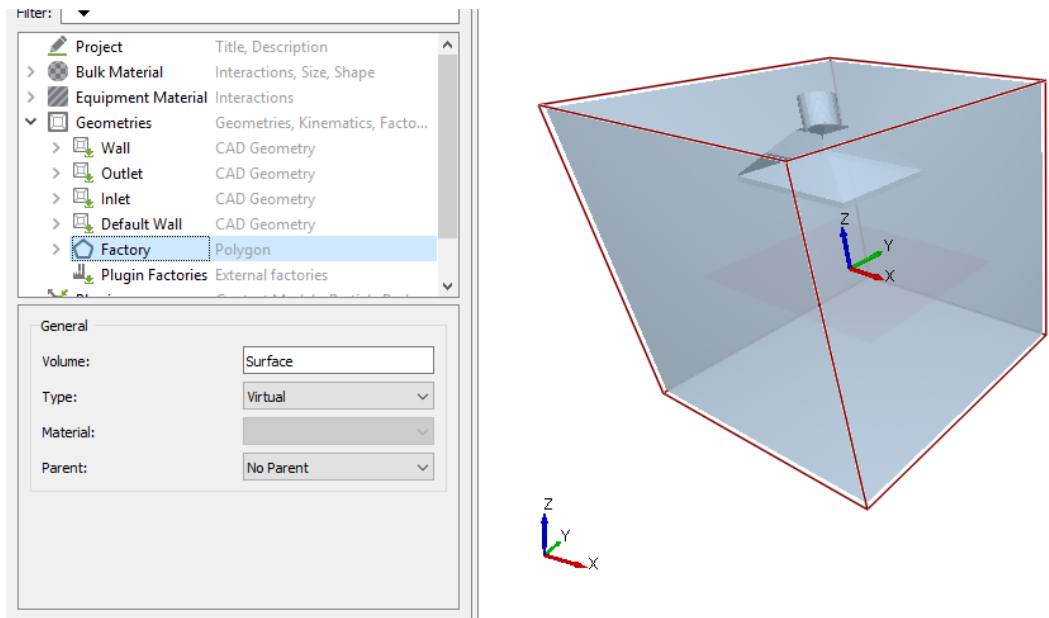 Filter:
Project Title, Description
Bulk Material Interactions, Size, Shape
Equipment Material Interactions
Geometries Geometries, Kinematics, Facto...
Wall CAD Geometry
Outlet CAD Geometry
Inlet CAD Geometry
Default Wall CAD Geometry
Factory Polygon
Plugin Factories External factories
General
Volume: Surface
Type: Virtual
Material:
Parent: No Parent
Z
Y
X
Z
Y
X